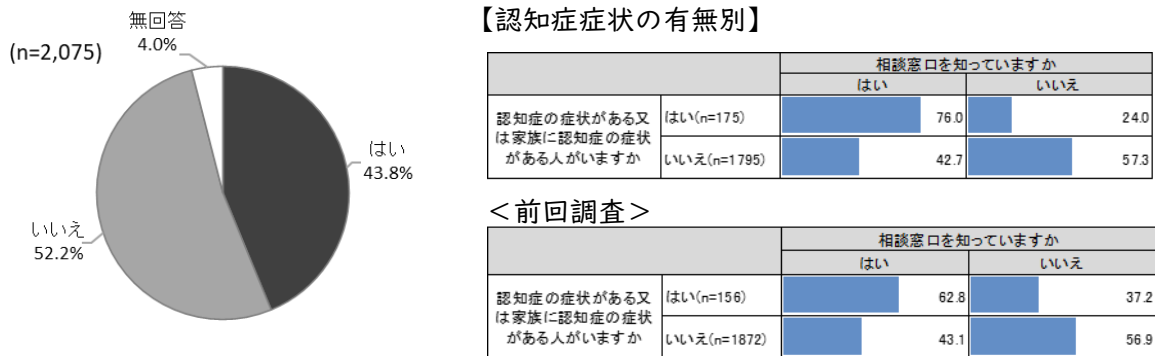 無回答
4.0%
(n=2,075)
はい
43.8%
いいえ
52.2%
【認知症症状の有無別】
相談窓口を知っていますか
はい いいえ
認知症の症状がある又
は家族に認知症の症状
がある人がいますか
はい(n=175) 76.0 24.0
いいえ(n=1795) 42.7 57.3
＜前回調査＞
相談窓口を知っていますか
はい いいえ
認知症の症状がある又
は家族に認知症の症状
がある人がいますか
はい(n=156) 62.8 37.2
いいえ(n=1872) 43.1 56.9